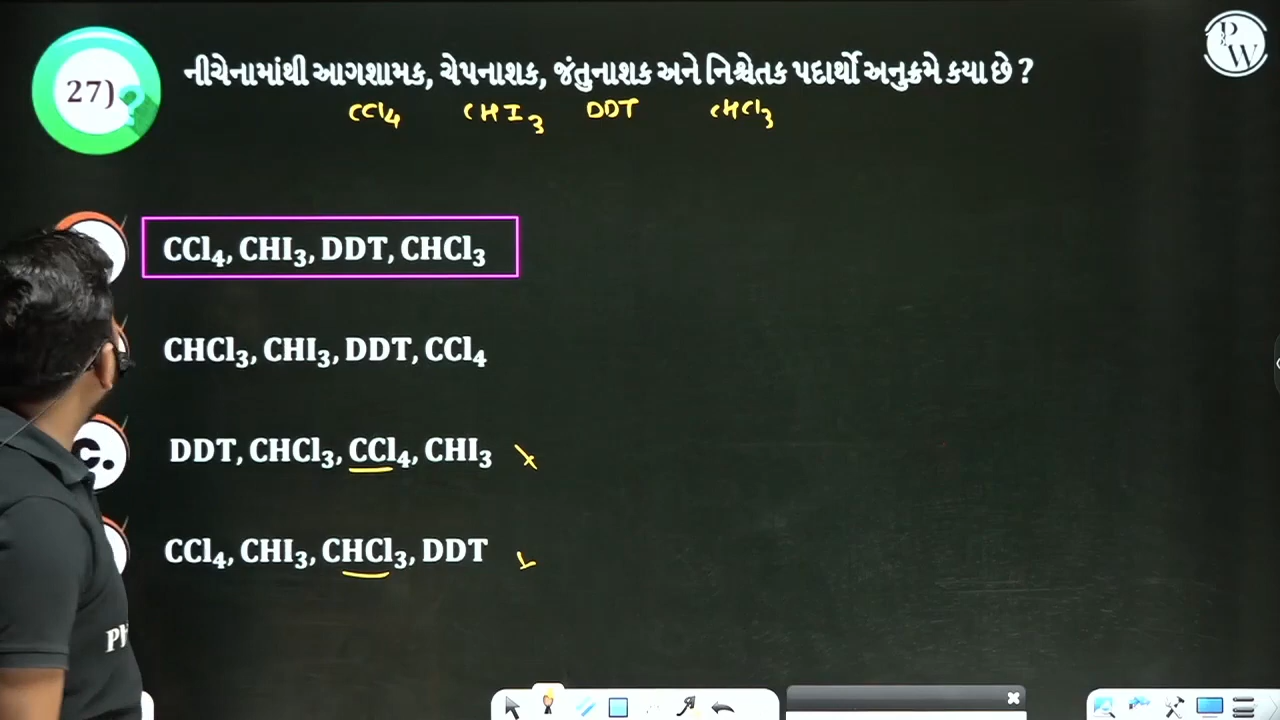 27)
નીચેનામાંથી આગશામક, ચેપનાશક, જંતુનાશક અને નિશ્ચેતક પદાર્થો અનુક્રમે કયા છે ?
CCl₄ CHI₃ DDT CHCl₃
CCl₄, CHI₃, DDT, CHCl₃
CHCl₃, CHI₃, DDT, CCl₄
C. DDT, CHCl₃, CCl₄, CHI₃
CCl₄, CHI₃, CHCl₃, DDT
PW